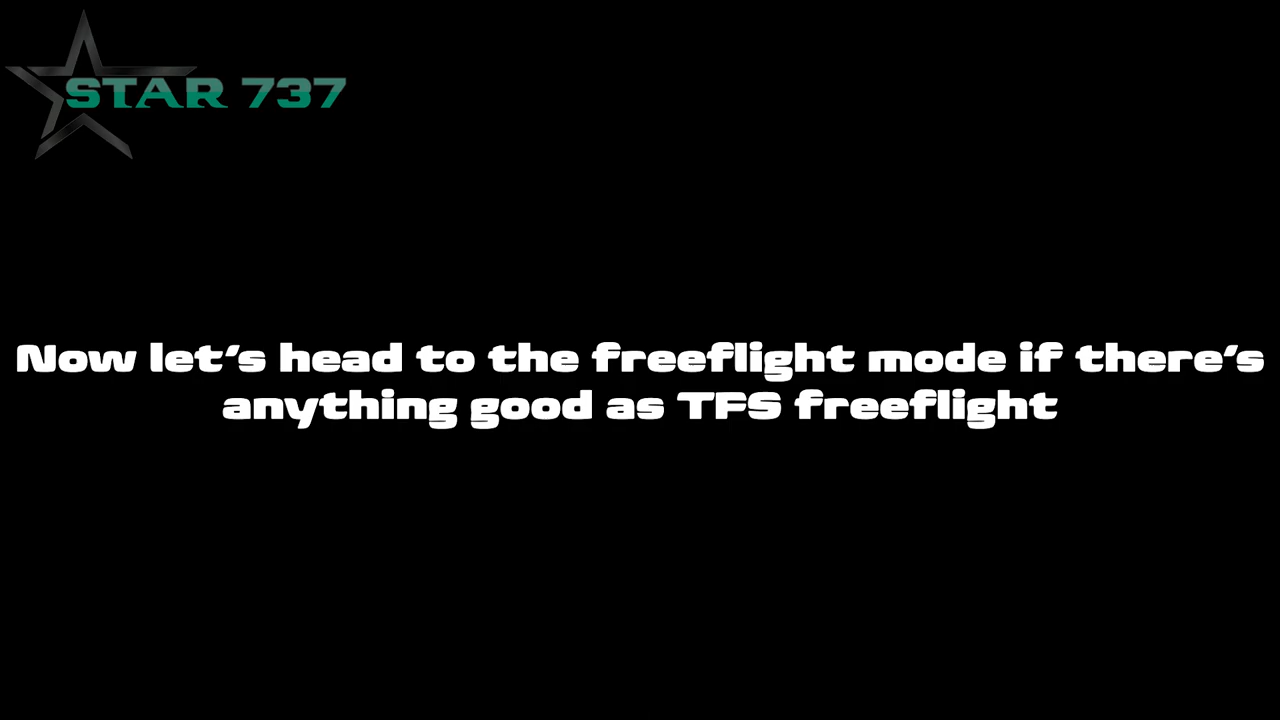 STAR 737
Now let's head to the freeflight mode if there's
anything good as TFS freeflight